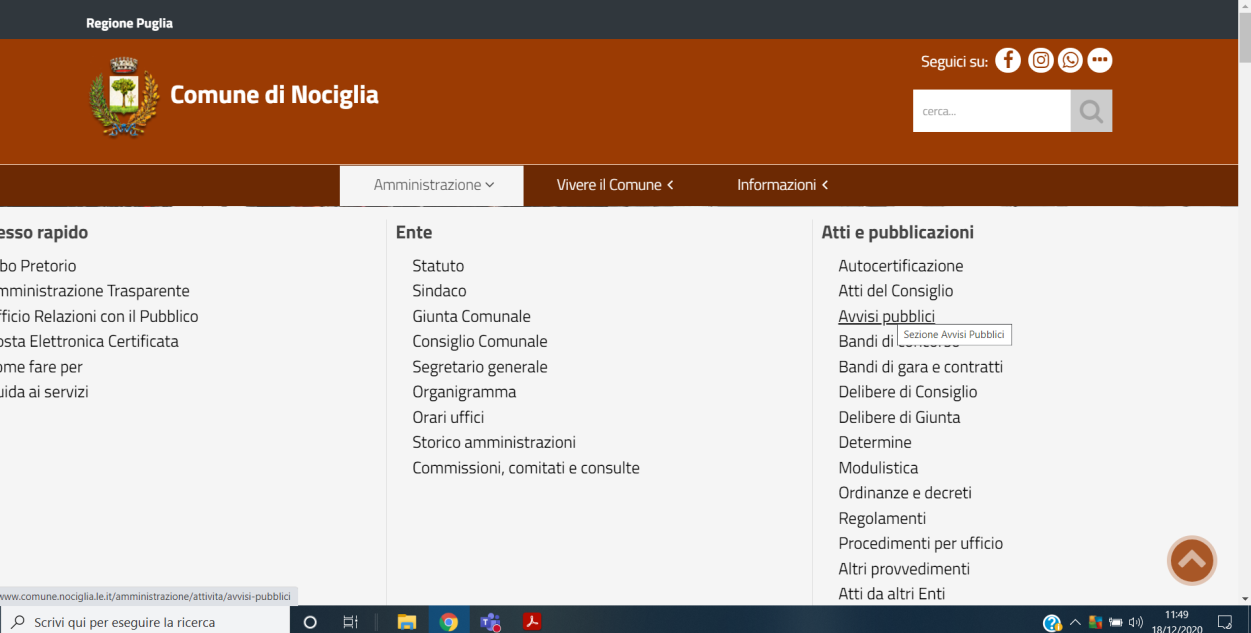 Regione Puglia
Seguici su:
Comune di Nociglia
cerca...
Amministrazione
Vivere il Comune
Informazioni
esso rapido
bo Pretorio
mministrazione Trasparente
fficio Relazioni con il Pubblico
osta Elettronica Certificata
ome fare per
uida ai servizi
Ente
Statuto
Sindaco
Giunta Comunale
Consiglio Comunale
Segretario generale
Organigramma
Orari uffici
Storico amministrazioni
Commissioni, comitati e consulte
Atti e pubblicazioni
Autocertificazione
Atti del Consiglio
Avvisi pubblici
Sezione Avvisi Pubblici
Bandi di concorso
Bandi di gara e contratti
Delibere di Consiglio
Delibere di Giunta
Determine
Modulistica
Ordinanze e decreti
Regolamenti
Procedimenti per ufficio
Altri provvedimenti
Atti da altri Enti
www.comune.nociglia.le.it/amministrazione/attivita/avvisi-pubblici
Scrivi qui per eseguire la ricerca
11:49
18/12/2020